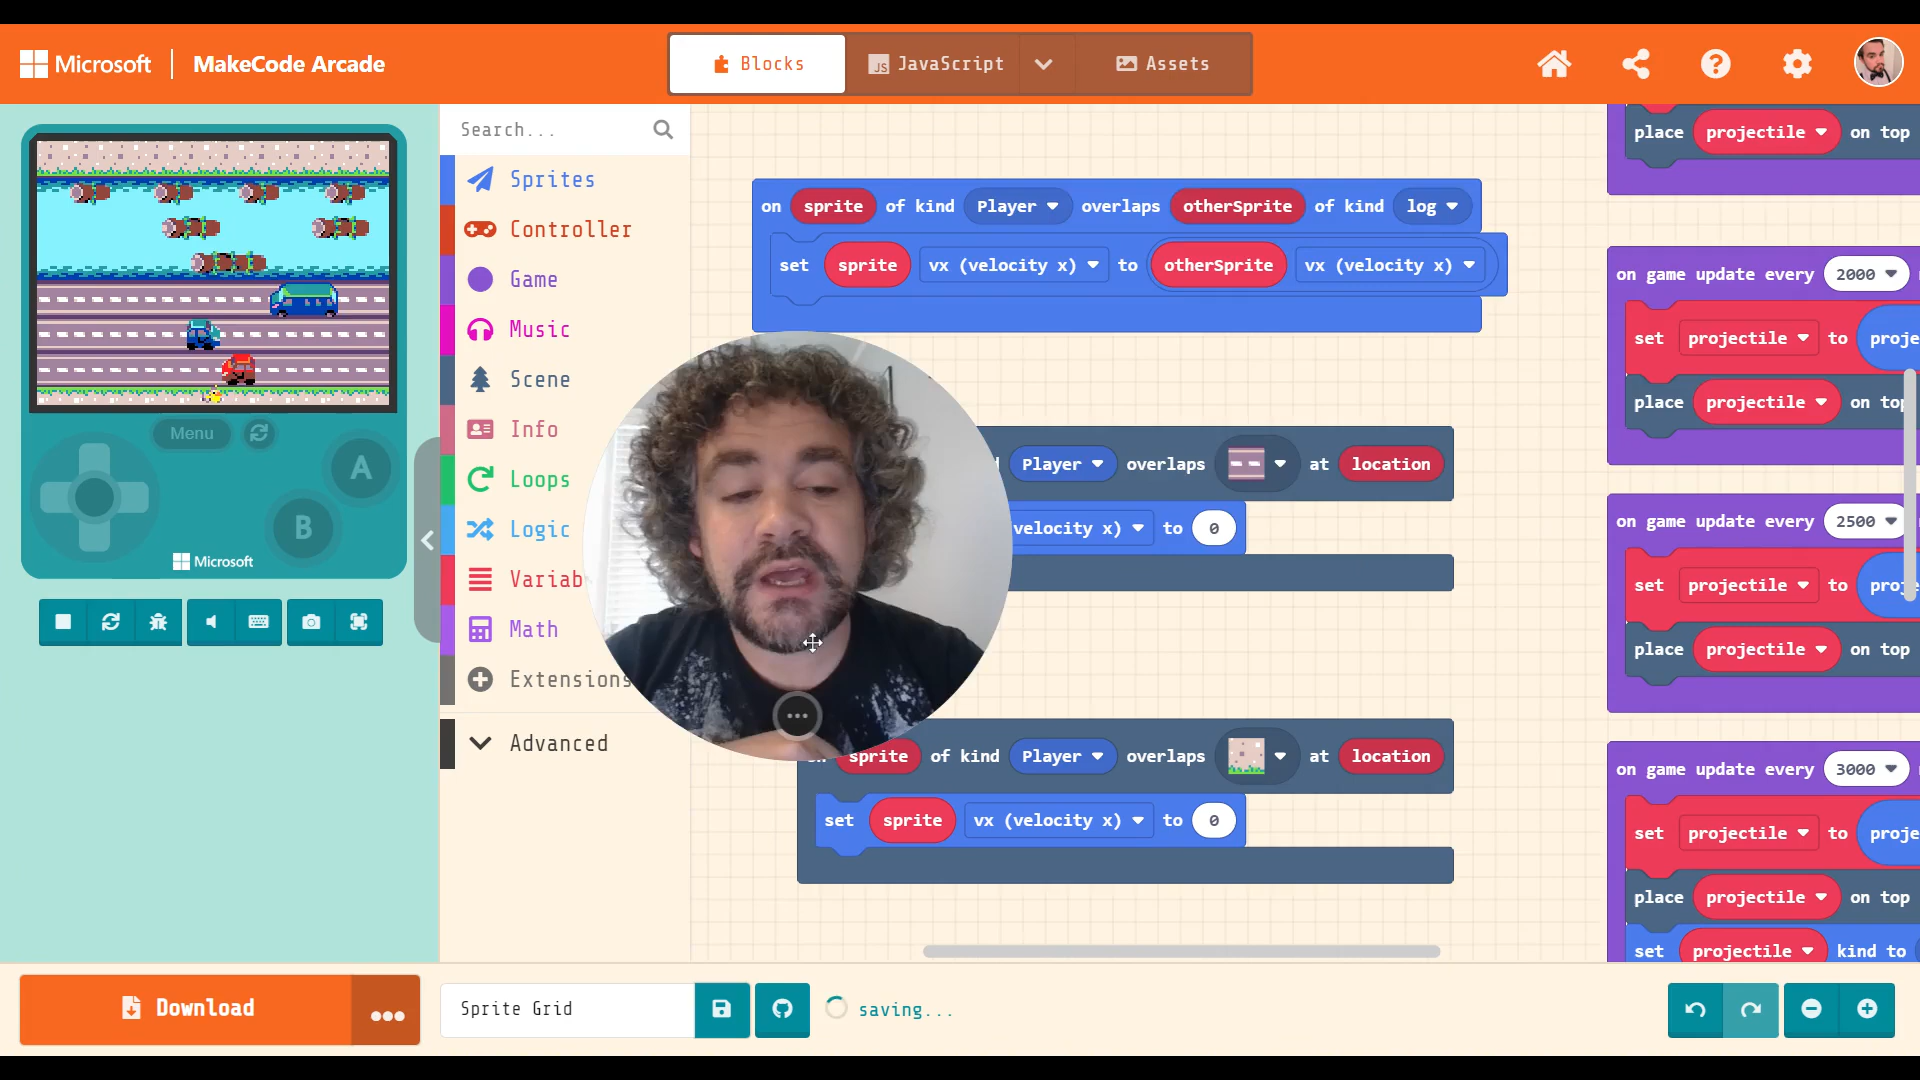 Microsoft MakeCode Arcade
Blocks
JS JavaScript
Assets
Search...
Sprites
Controller
Game
Music
Scene
Info
Loops
Logic
Variab
Math
Extensions
Advanced
Menu
A
B
Microsoft
on sprite of kind Player overlaps otherSprite of kind log
set sprite vx (velocity x) to otherSprite vx (velocity x)
Player overlaps at location
velocity x) to 0
sprite of kind Player overlaps at location
set sprite vx (velocity x) to 0
place projectile on top
on game update every 2000
set projectile to proje
place projectile on top
on game update every 2500
set projectile to proje
place projectile on top
on game update every 3000
set projectile to proje
place projectile on top
set projectile kind to
Download
Sprite Grid
saving...